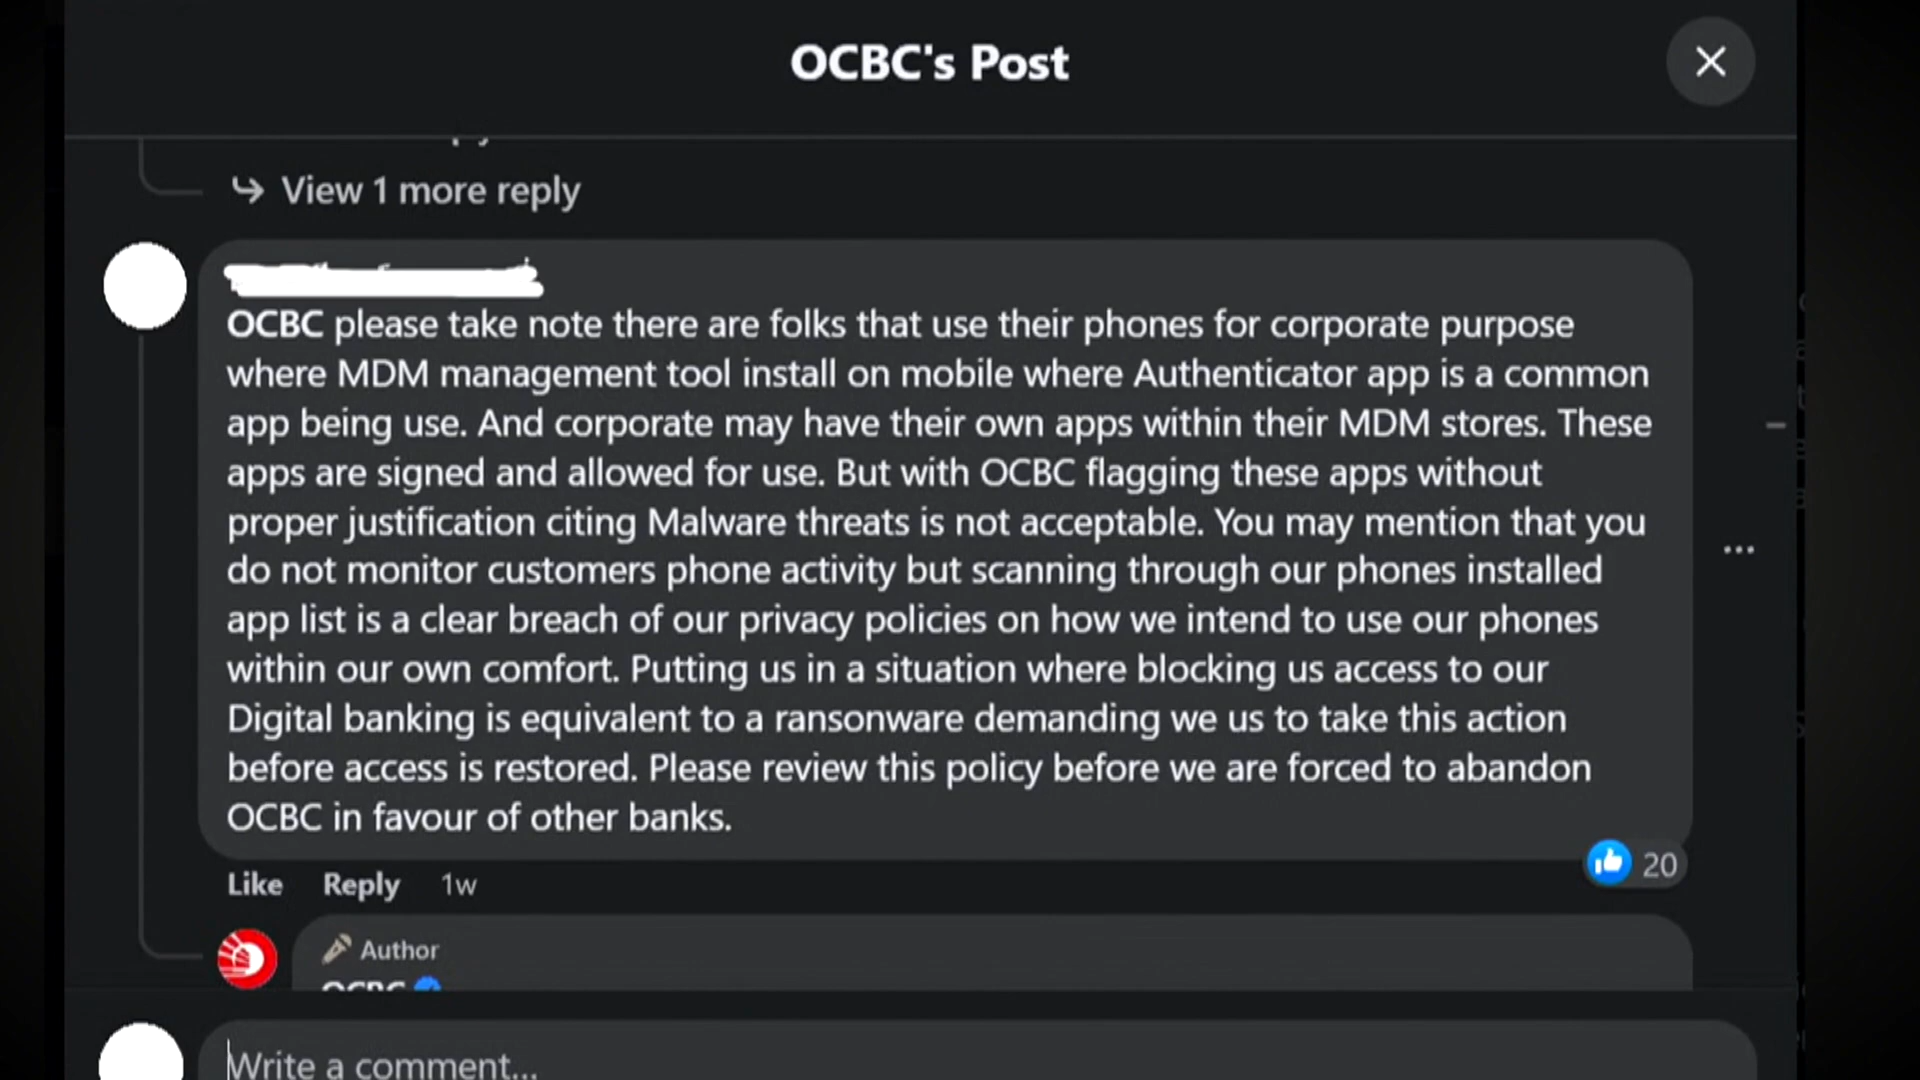 OCBC's Post
View 1 more reply
OCBC please take note there are folks that use their phones for corporate purpose
where MDM management tool install on mobile where Authenticator app is a common
app being use. And corporate may have their own apps within their MDM stores. These
apps are signed and allowed for use. But with OCBC flagging these apps without
proper justification citing Malware threats is not acceptable. You may mention that you
do not monitor customers phone activity but scanning through our phones installed
app list is a clear breach of our privacy policies on how we intend to use our phones
within our own comfort. Putting us in a situation where blocking us access to our
Digital banking is equivalent to a ransonware demanding we us to take this action
before access is restored. Please review this policy before we are forced to abandon
OCBC in favour of other banks.
20
Like Reply 1w
Author
OCBC
Write a comment...